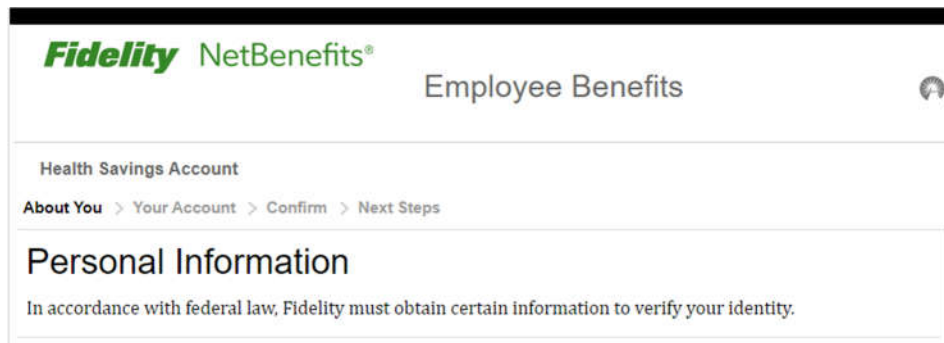 Fidelity NetBenefits®
Employee Benefits
Health Savings Account
About You > Your Account > Confirm > Next Steps
Personal Information
In accordance with federal law, Fidelity must obtain certain information to verify your identity.